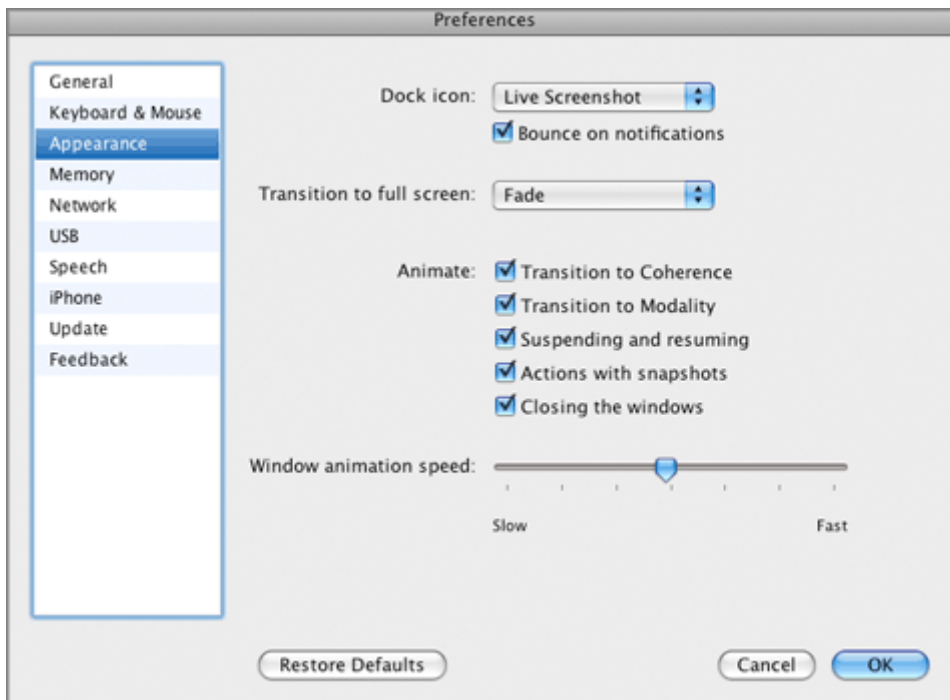 Preferences
General
Keyboard & Mouse
Appearance
Memory
Network
USB
Speech
iPhone
Update
Feedback
Dock icon: Live Screenshot
Bounce on notifications
Transition to full screen: Fade
Animate: Transition to Coherence
Transition to Modality
Suspending and resuming
Actions with snapshots
Closing the windows
Window animation speed:
Slow Fast
Restore Defaults Cancel OK